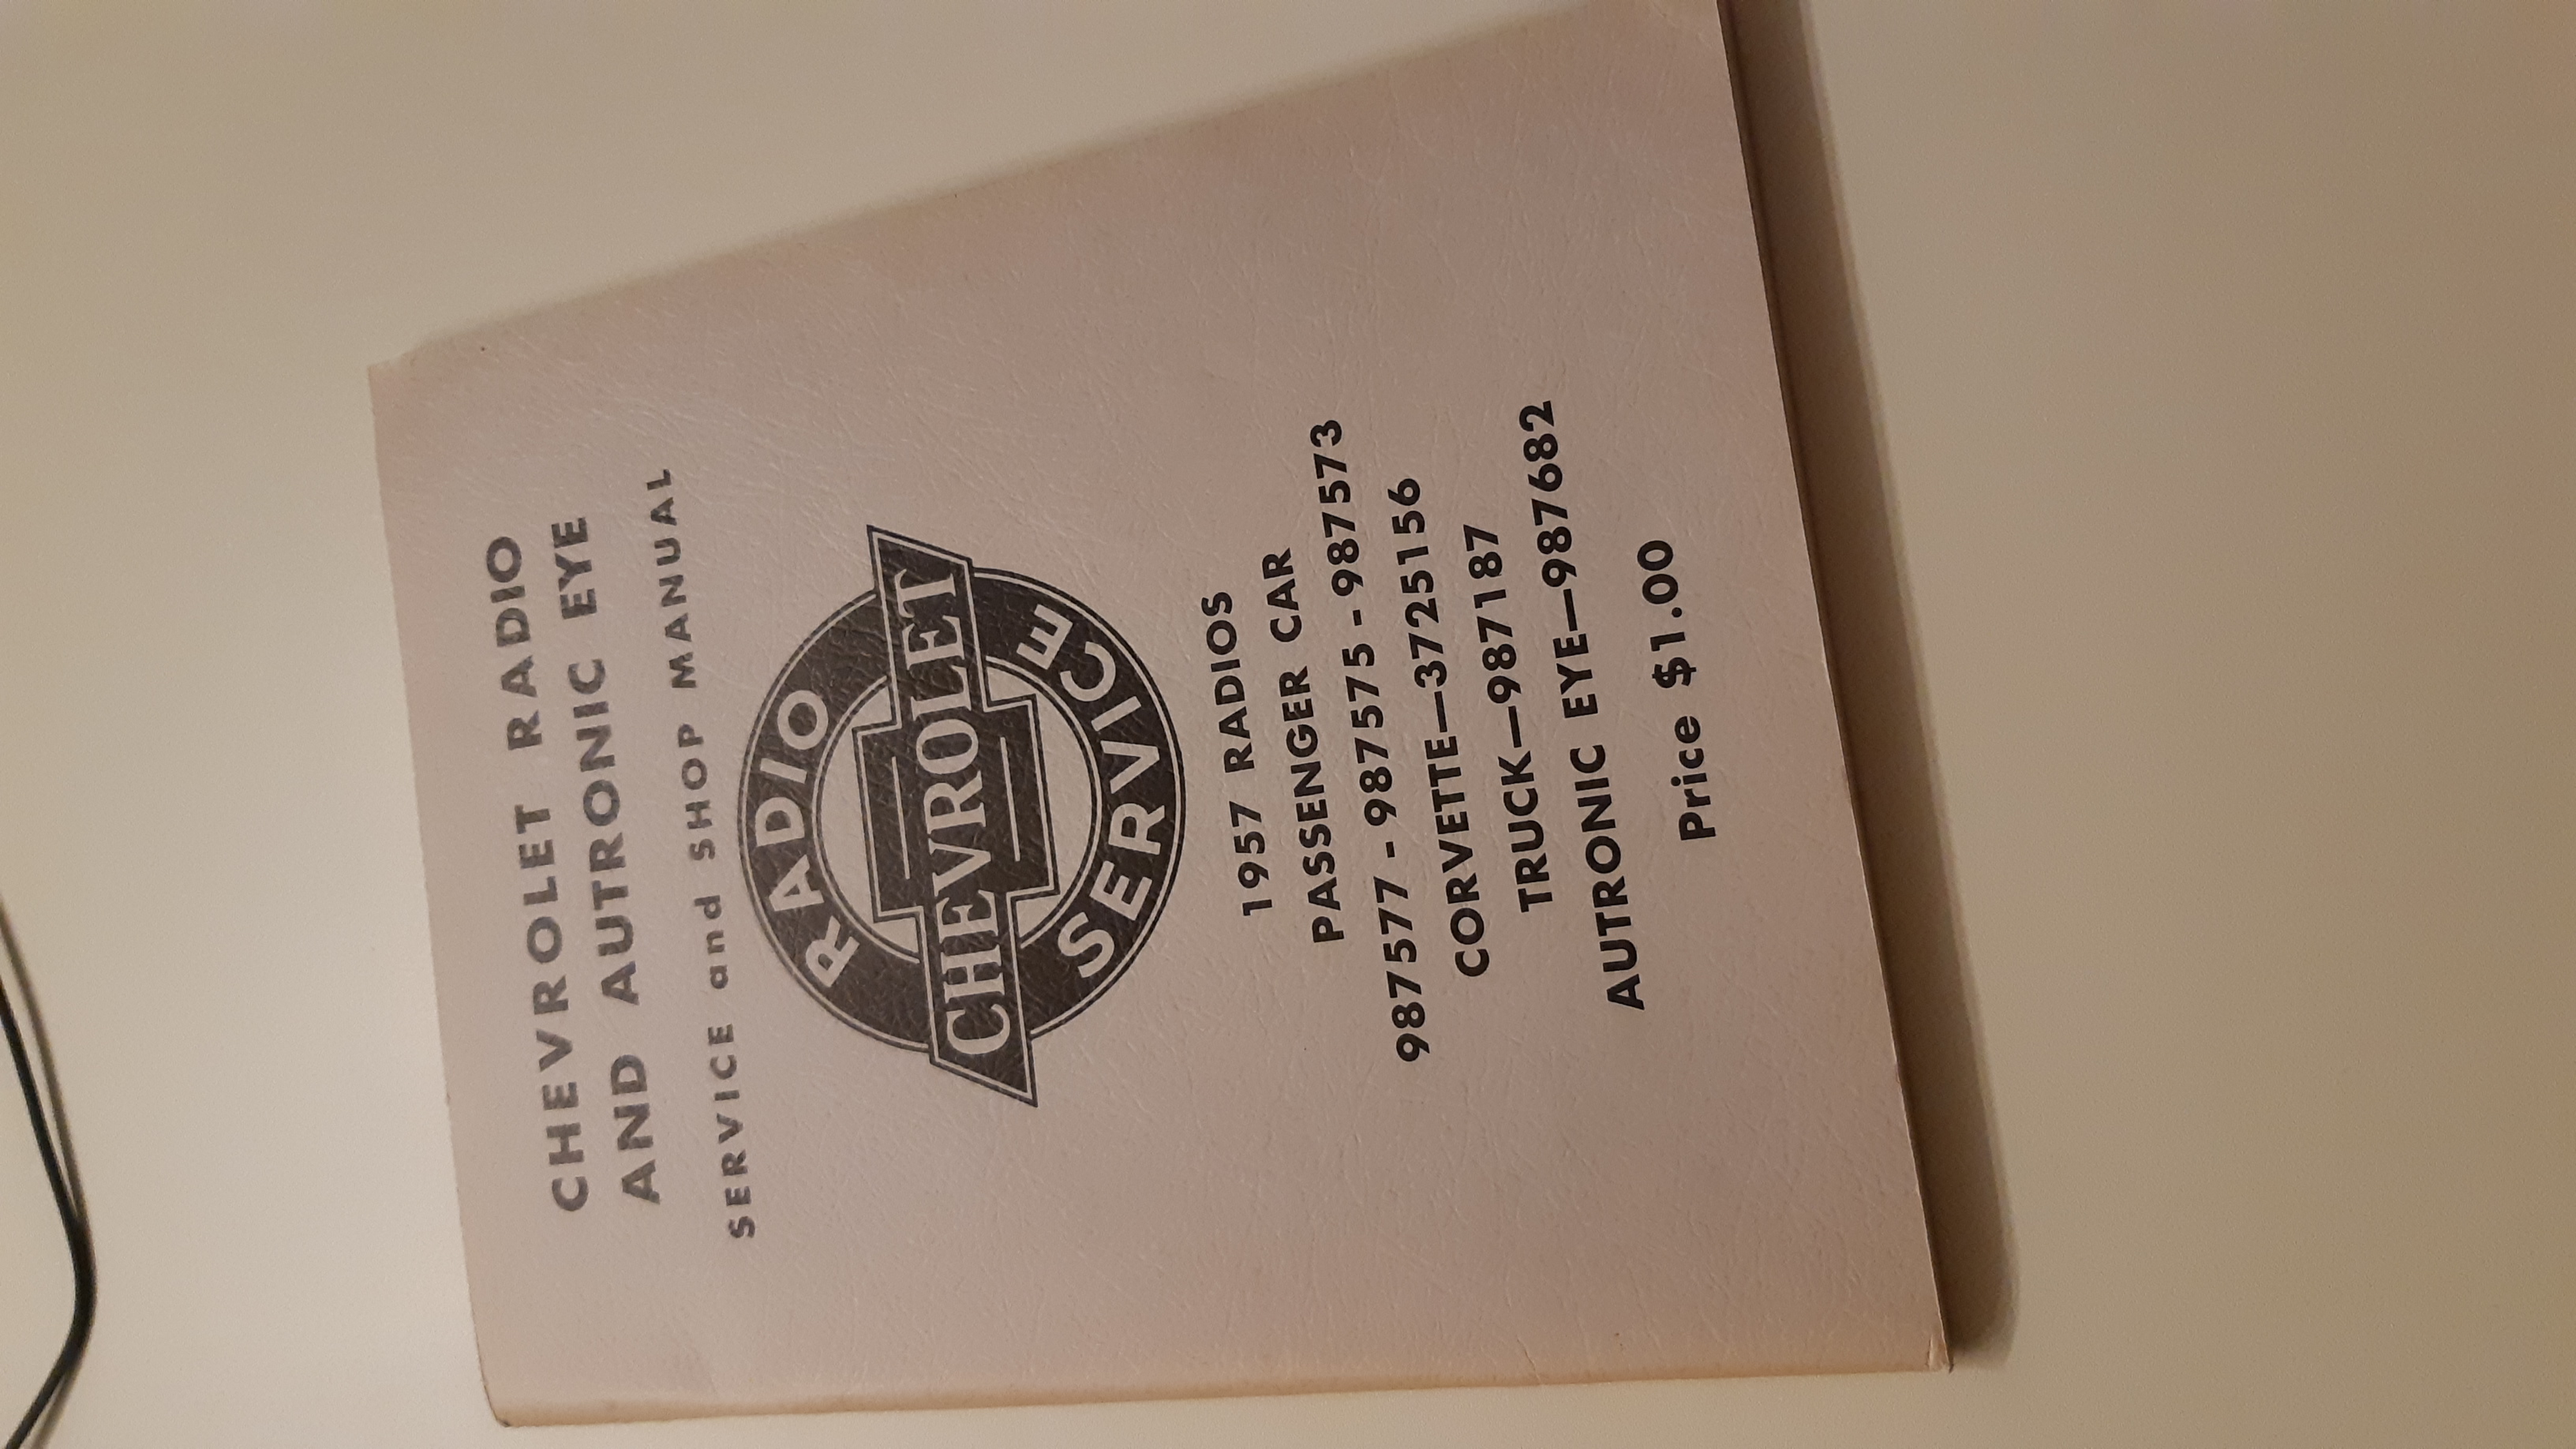 CHEVROLET RADIO
AND AUTRONIC EYE
SERVICE and SHOP MANUAL
RADIO
CHEVROLET
SERVICE
1957 RADIOS
PASSENGER CAR
987577 - 987575 - 987573
CORVETTE—3725156
TRUCK—987187
AUTRONIC EYE—987682
Price $1.00